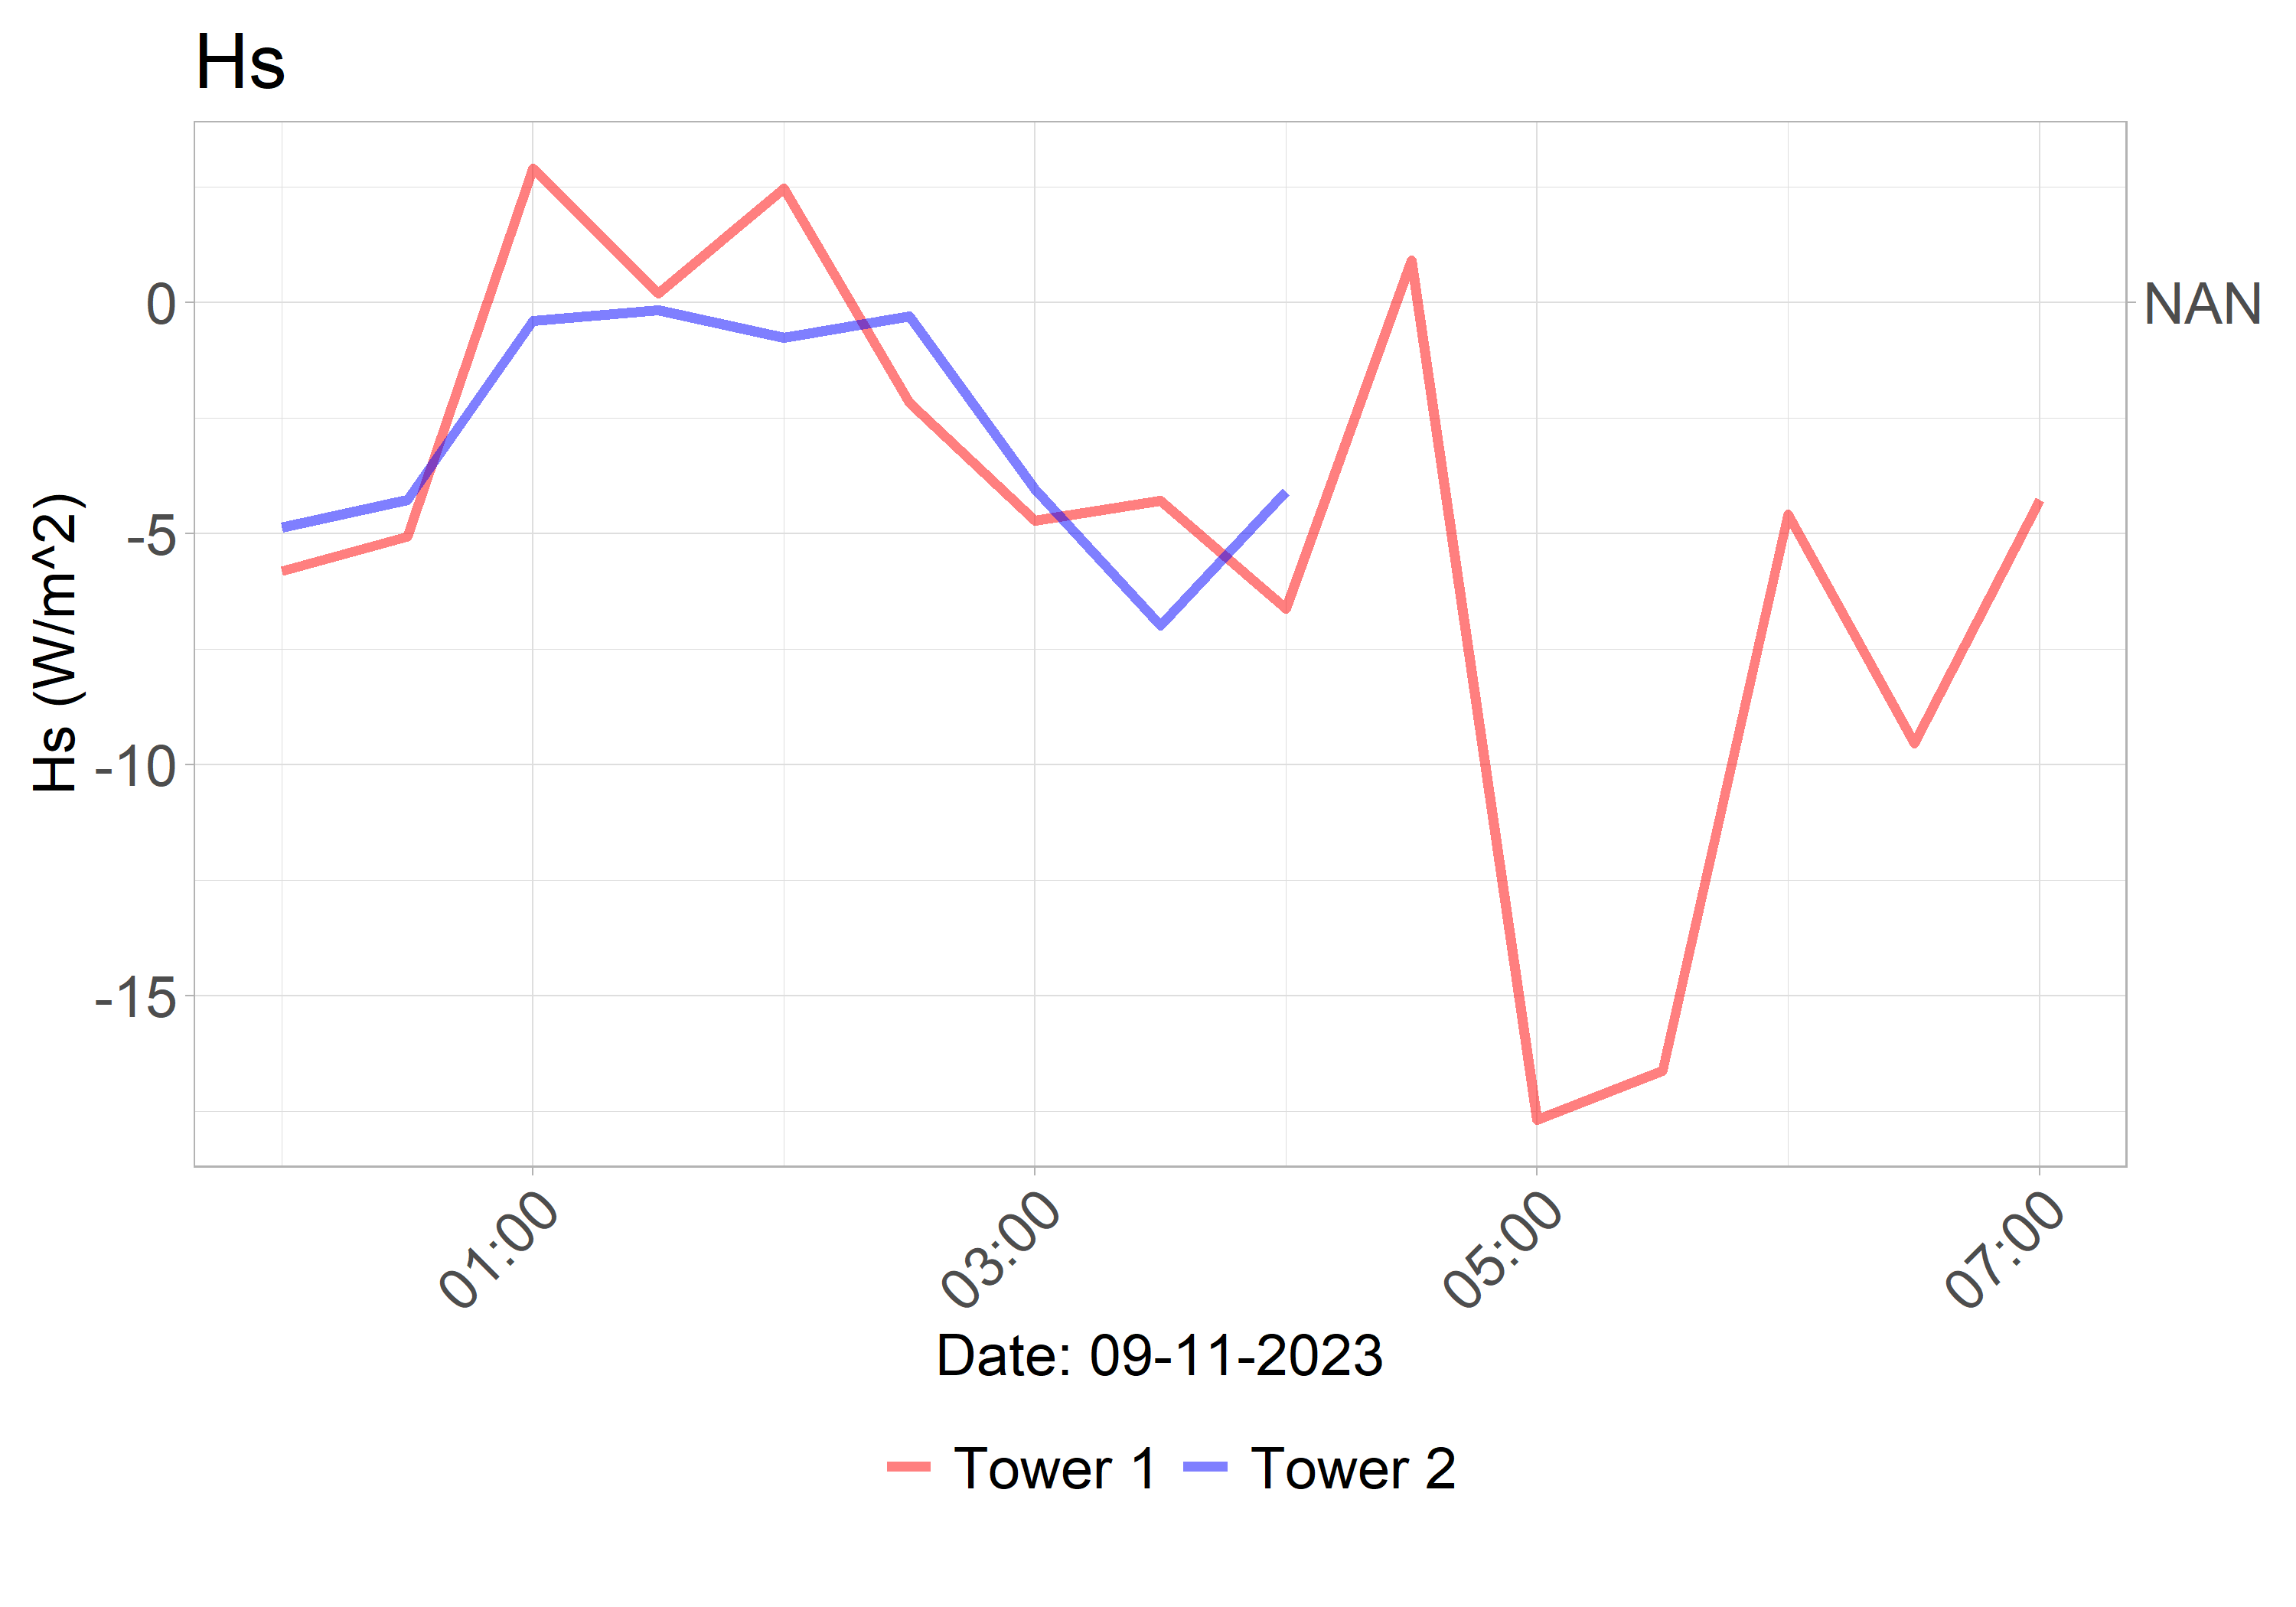 Hs
Hs (W/m^2)
0
-5
-10
-15
NAN
01:00
03:00
05:00
07:00
Date: 09-11-2023
Tower 1
Tower 2